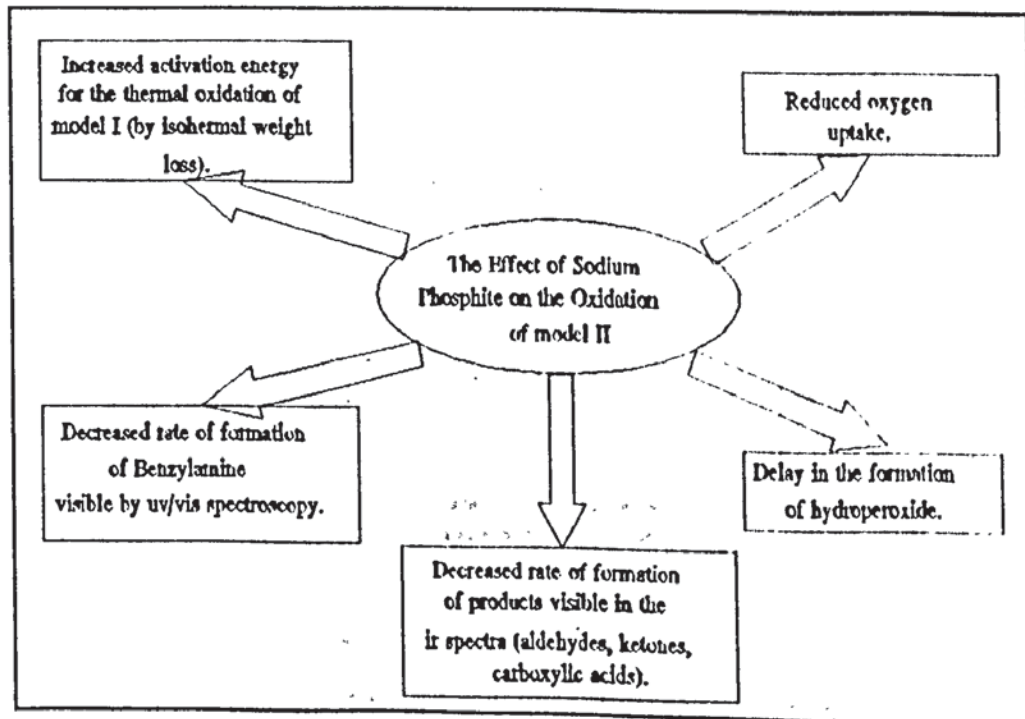 Increased activation energy
for the thermal oxidation of
model I (by isohermal weight
loss).
Reduced oxygen
uptake.
The Effect of Sodium
Phosphite on the Oxidation
of model II
Decreased rate of formation
of Benzylamine
visible by uv/vis spectroscopy.
Delay in the formation
of hydroperoxide.
Decreased rate of formation
of products visible in the
ir spectra (aldehydes, ketones,
carboxylic acids).